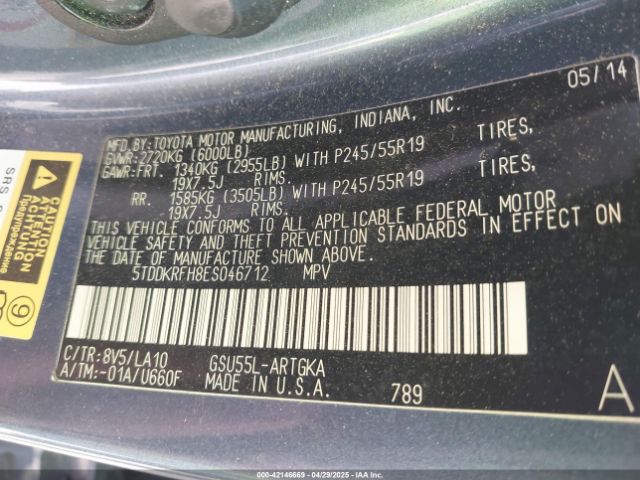 05/14
MFD.BY:TOYOTA MOTOR MANUFACTURING, INDIANA, INC.
GVWR:2720KG (6000LB)
GAWR:FRT. 1340KG (2955LB) WITH P245/55R19 TIRES,
19X7.5J RIMS.
RR. 1585KG (3505LB) WITH P245/55R19 TIRES,
19X7.5J RIMS.
THIS VEHICLE CONFORMS TO ALL APPLICABLE FEDERAL MOTOR
VEHICLE SAFETY AND THEFT PREVENTION STANDARDS IN EFFECT ON
THE DATE OF MANUFACTURE SHOWN ABOVE.
5TDDKRFH8ES046712 MPV
C/TR:8V5/LA10 GSU55L-ARTGKA
A/TM:-01A/U660F MADE IN U.S.A. 789 A
SRS
CAUTION
ATTENTION
ACHTUNG
Предупреждение
9
000-42146669 - 04/29/2025 - IAAI.COM